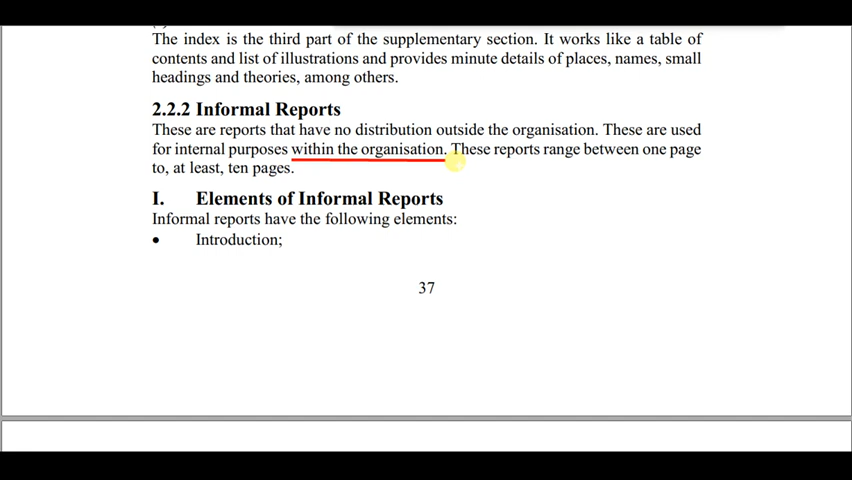 The index is the third part of the supplementary section. It works like a table of
contents and list of illustrations and provides minute details of places, names, small
headings and theories, among others.
2.2.2 Informal Reports
These are reports that have no distribution outside the organisation. These are used
for internal purposes within the organisation. These reports range between one page
to, at least, ten pages.
I. Elements of Informal Reports
Informal reports have the following elements:
• Introduction;
37